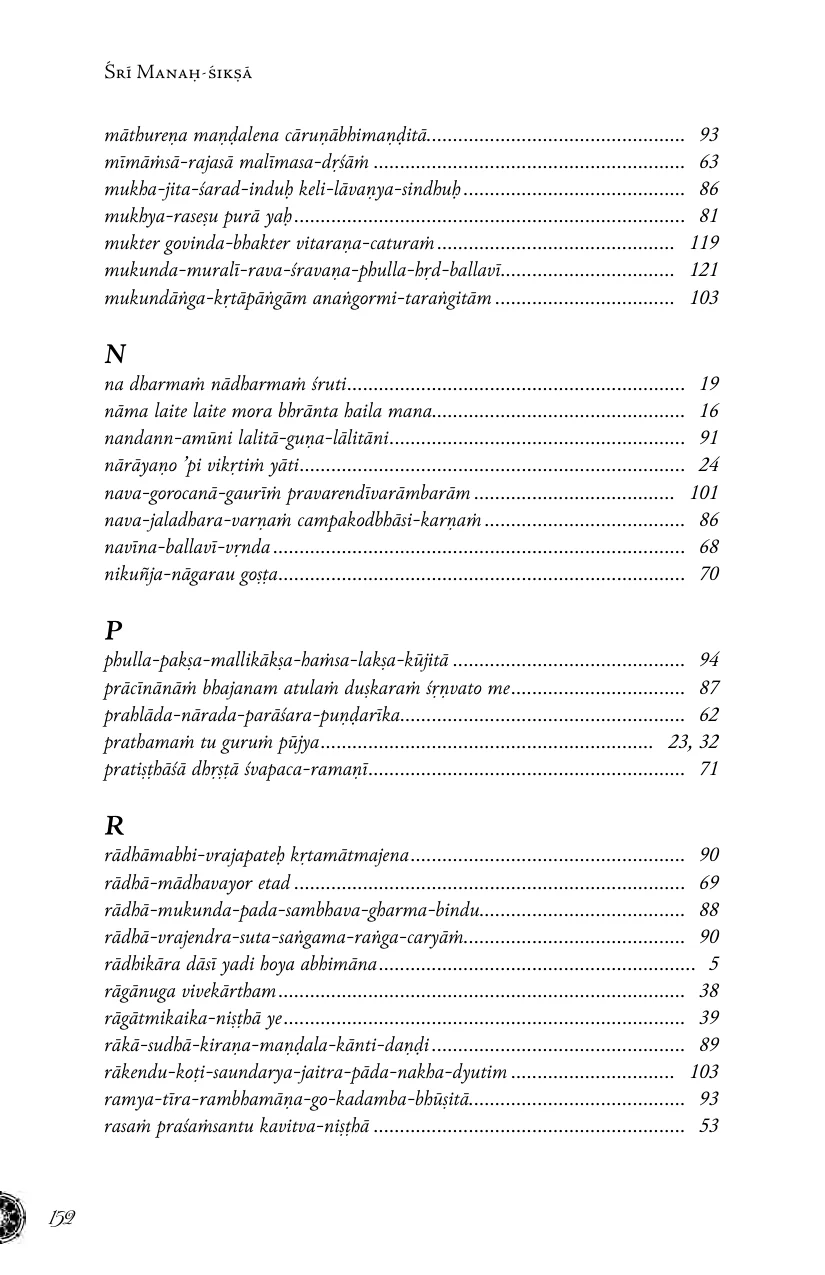 Śrī Manaḥ-śikṣā
māthureṇa maṇḍalena cāruṇābhimaṇḍitā.................................................. 93
mīmāṁsā-rajasā malīmasa-dṛśāṁ .................................................. 63
mukha-jita-śarad-induḥ keli-lāvaṇya-sindhuḥ .................................................. 86
mukhya-raseṣu purā yaḥ .................................................. 81
mukter govinda-bhakter vitaraṇa-caturaṁ .................................................. 119
mukunda-muralī-rava-śravaṇa-phulla-hṛd-ballavī.................................................. 121
mukundāṅga-kṛtāpāṅgām anaṅgormi-taraṅgitām .................................................. 103
N
na dharmaṁ nādharmaṁ śruti.................................................. 19
nāma laite laite mora bhrānta haila mana.................................................. 16
nandann-amūni lalitā-guṇa-lālitāni.................................................. 91
nārāyaṇo ’pi vikṛtiṁ yāti.................................................. 24
nava-gorocanā-gaurīṁ pravarendīvarāmbarām .................................................. 101
nava-jaladhara-varṇaṁ campakodbhāsi-karṇaṁ .................................................. 86
navīna-ballavī-vṛnda .................................................. 68
nikuñja-nāgarau goṣṭa.................................................. 70
P
phulla-pakṣa-mallikākṣa-haṁsa-lakṣa-kūjitā .................................................. 94
prācīnānāṁ bhajanam atulaṁ duṣkaraṁ śṛṇvato me.................................................. 87
prahlāda-nārada-parāśara-puṇḍarīka.................................................. 62
prathamaṁ tu guruṁ pūjya.................................................. 23, 32
pratiṣṭhāśā dhṛṣṭā śvapaca-ramaṇī.................................................. 71
R
rādhāmabhi-vrajapateḥ kṛtamātmajena.................................................. 90
rādhā-mādhavayor etad .................................................. 69
rādhā-mukunda-pada-sambhava-gharma-bindu.................................................. 88
rādhā-vrajendra-suta-saṅgama-raṅga-caryāṁ.................................................. 90
rādhikāra dāsī yadi hoya abhimāna.................................................. 5
rāgānuga vivekārtham .................................................. 38
rāgātmikaika-niṣṭhā ye.................................................. 39
rākā-sudhā-kiraṇa-maṇḍala-kānti-daṇḍi .................................................. 89
rākendu-koṭi-saundarya-jaitra-pāda-nakha-dyutim .................................................. 103
ramya-tīra-rambhamāṇa-go-kadamba-bhūṣitā.................................................. 93
rasaṁ praśaṁsantu kavitva-niṣṭhā .................................................. 53
152